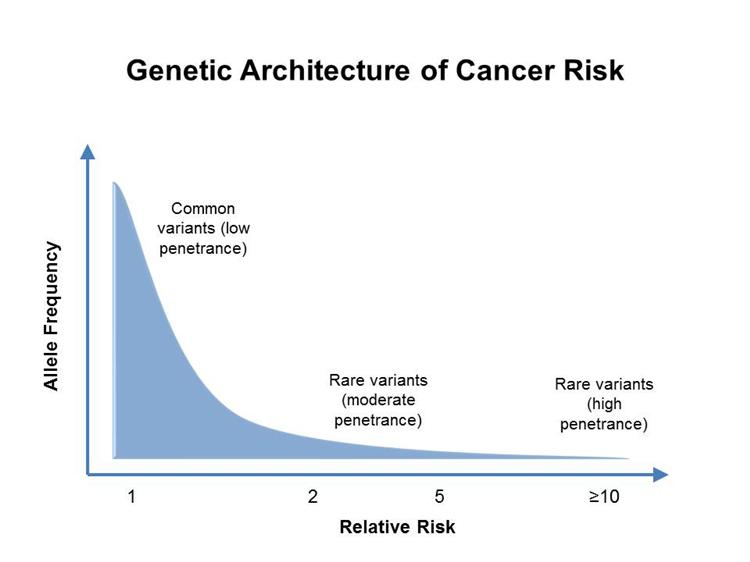 Genetic Architecture of Cancer Risk
Common
variants (low
penetrance)
Allele Frequency
Rare variants
(moderate
penetrance)
Rare variants
(high
penetrance)
1
2
5
≥10
Relative Risk